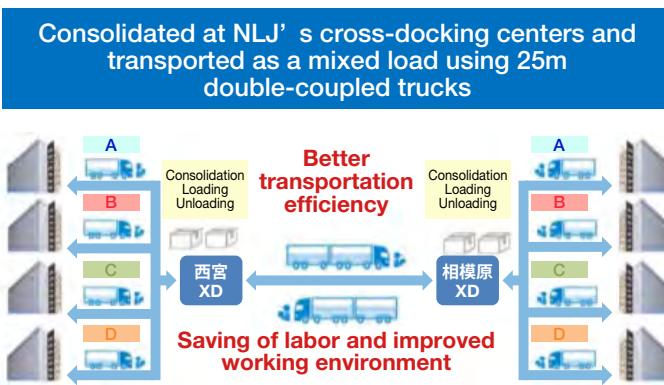 Consolidated at NLJ’s cross-docking centers and
transported as a mixed load using 25m
double-coupled trucks
A
B
C
D
Consolidation
Loading
Unloading
西宮
XD
Better
transportation
efficiency
Saving of labor and improved
working environment
Consolidation
Loading
Unloading
相模原
XD
A
B
C
D